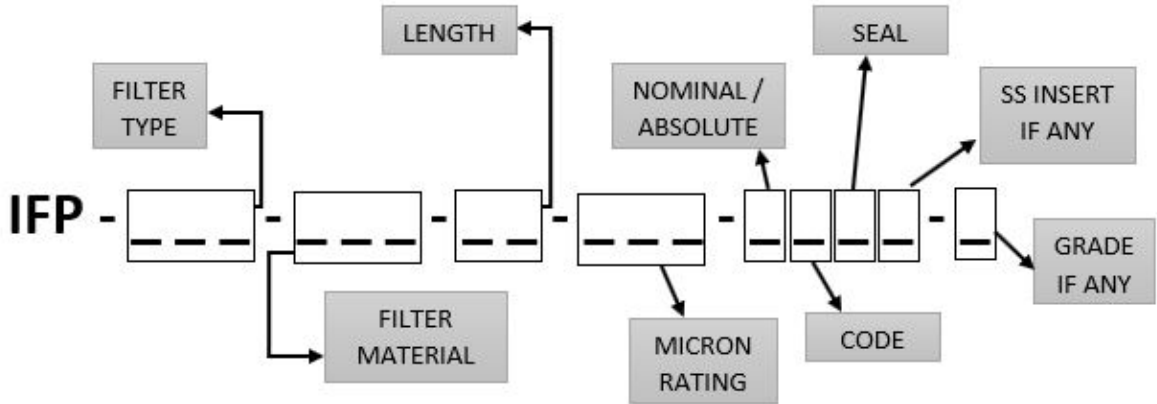 LENGTH
SEAL
FILTER
TYPE
NOMINAL /
ABSOLUTE
SS INSERT
IF ANY
IFP - _ _ _ - _ _ _ - _ _ - _ _ _ - _ _ _ _ - _
GRADE
IF ANY
FILTER
MATERIAL
MICRON
RATING
CODE